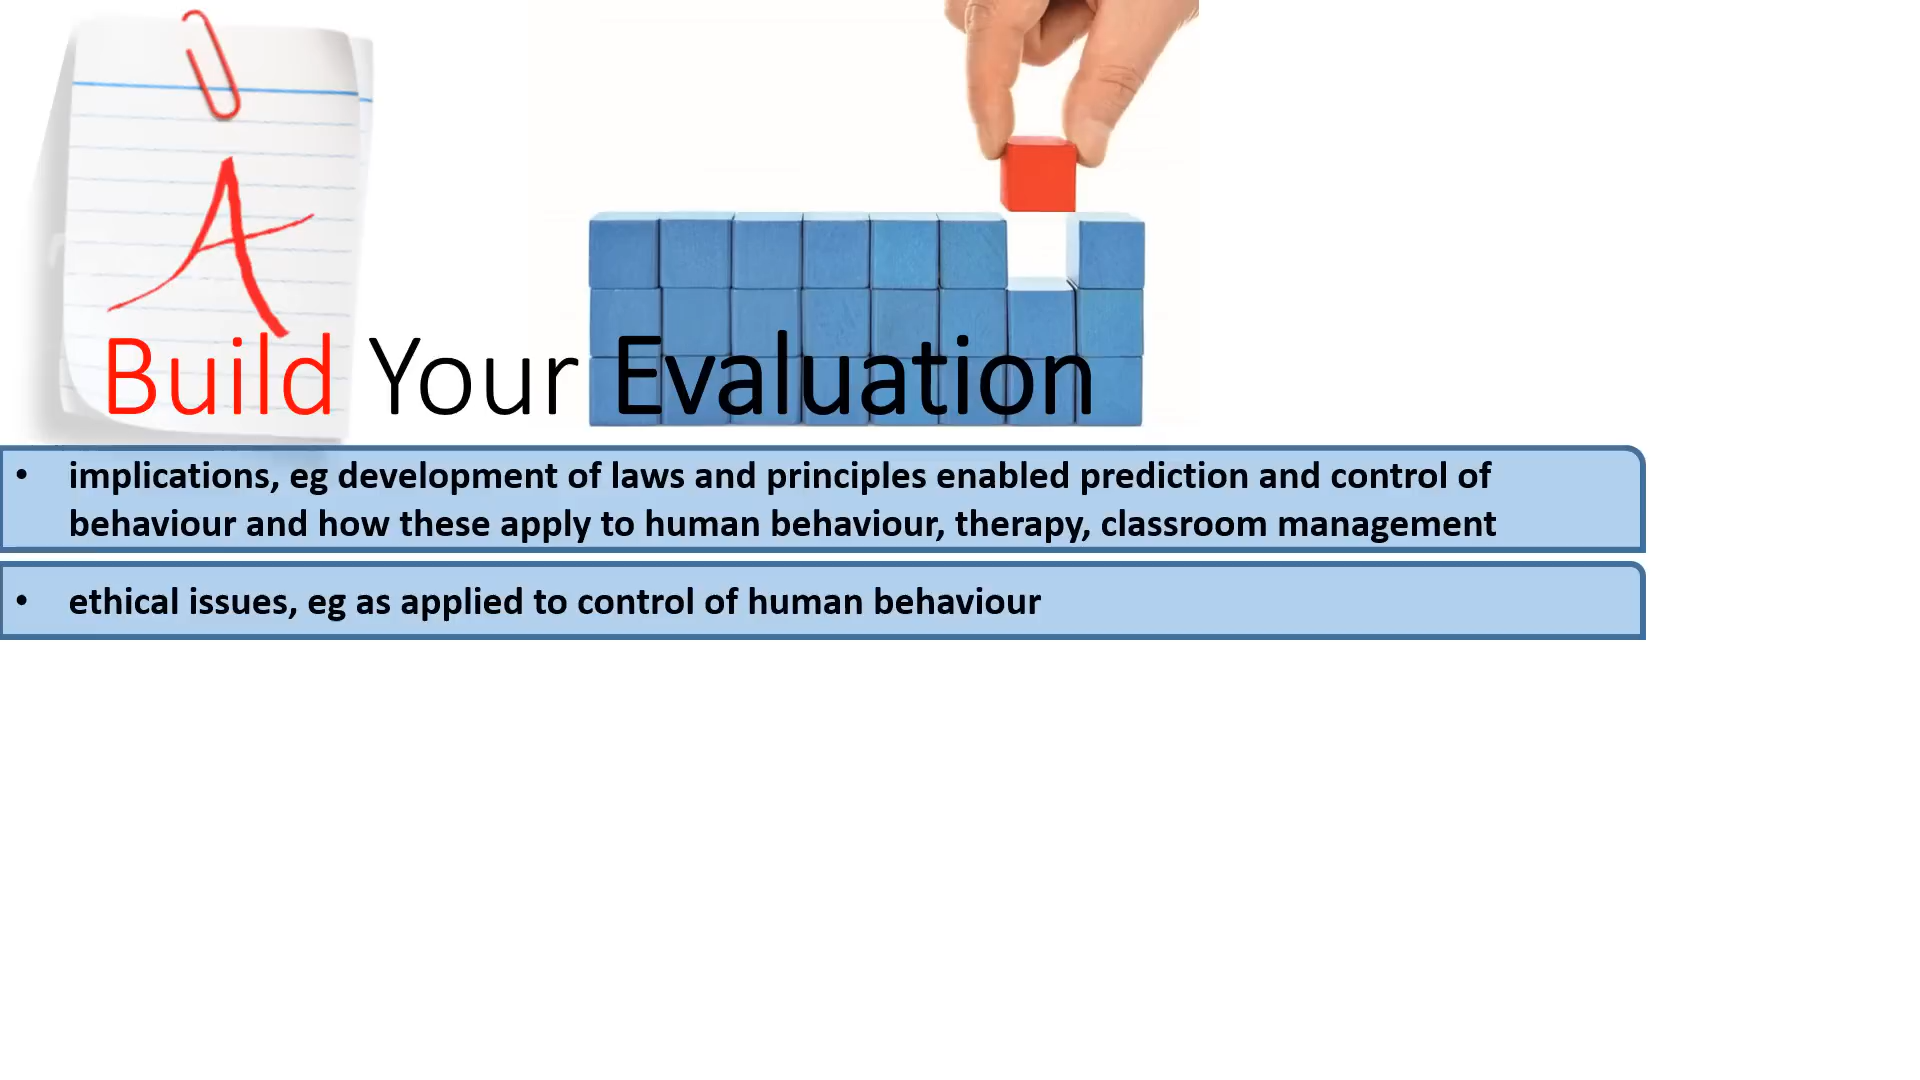 A
Build Your Evaluation
• implications, eg development of laws and principles enabled prediction and control of
behaviour and how these apply to human behaviour, therapy, classroom management
• ethical issues, eg as applied to control of human behaviour